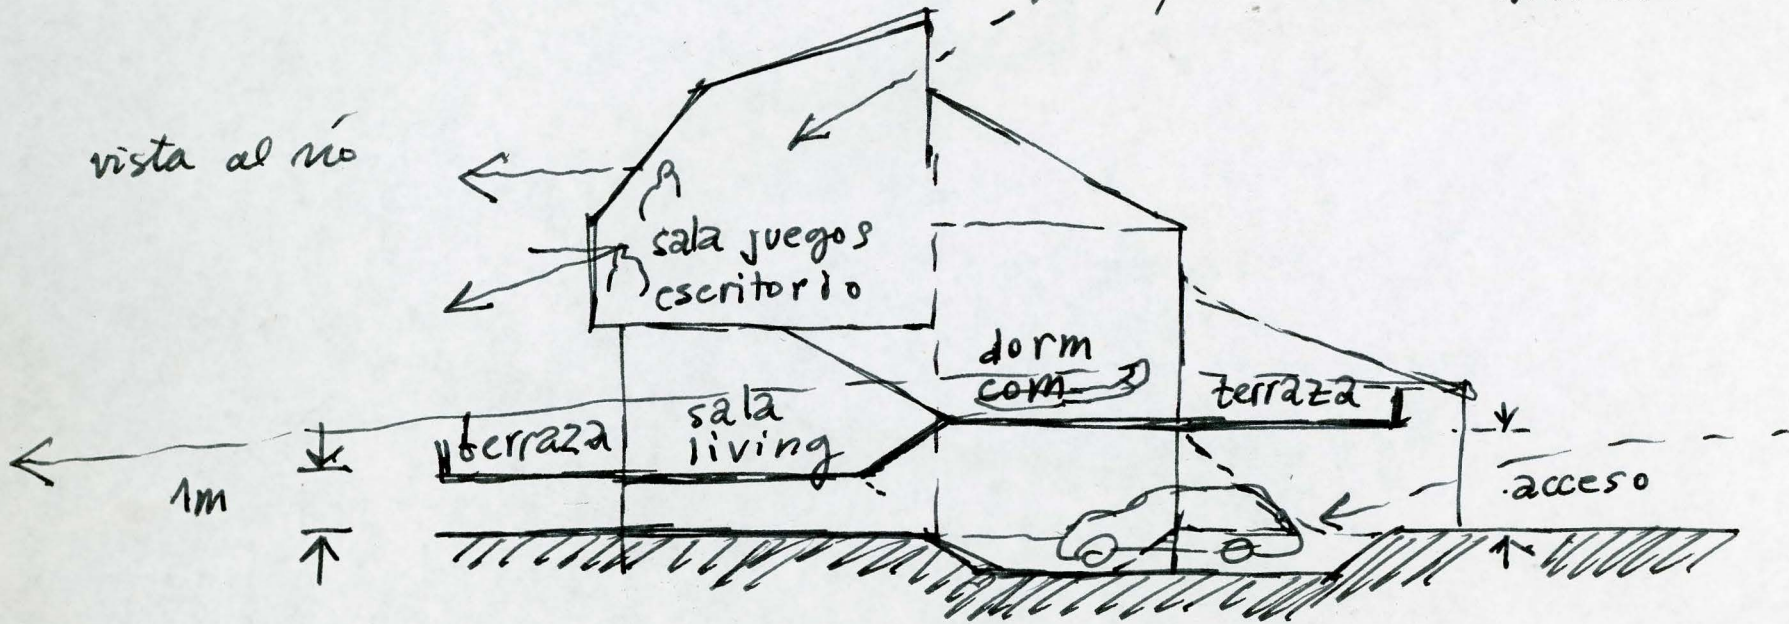 vista al río
sala juegos
escritorio
dorm
com
terraza
terraza
sala
living
1m
acceso